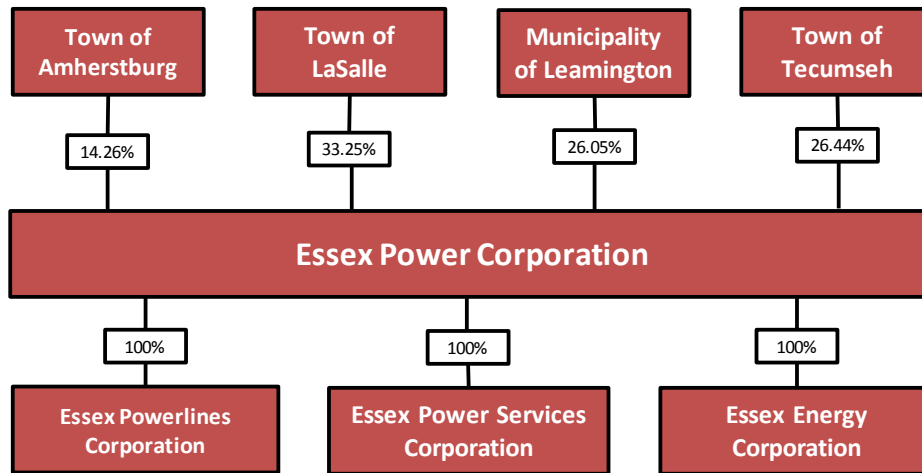 Town of
Amherstburg
Town of
LaSalle
Municipality
of Leamington
Town of
Tecumseh
14.26%
33.25%
26.05%
26.44%
Essex Power Corporation
100%
100%
100%
Essex Powerlines
Corporation
Essex Power Services
Corporation
Essex Energy
Corporation